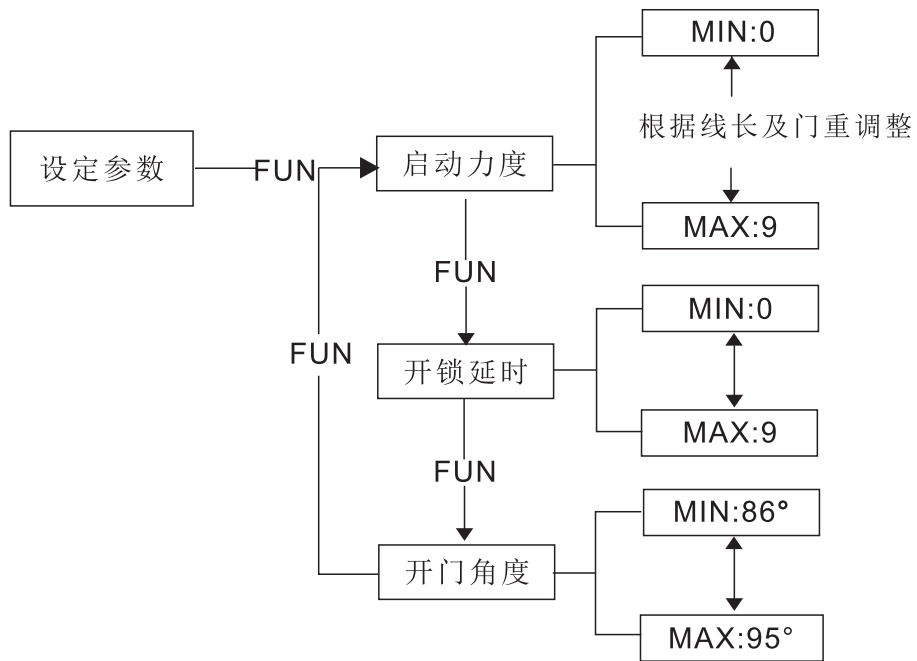 设定参数
FUN
启动力度
MIN:0
根据线长及门重调整
MAX:9
FUN
FUN
开锁延时
MIN:0
MAX:9
FUN
开门角度
MIN:86°
MAX:95°